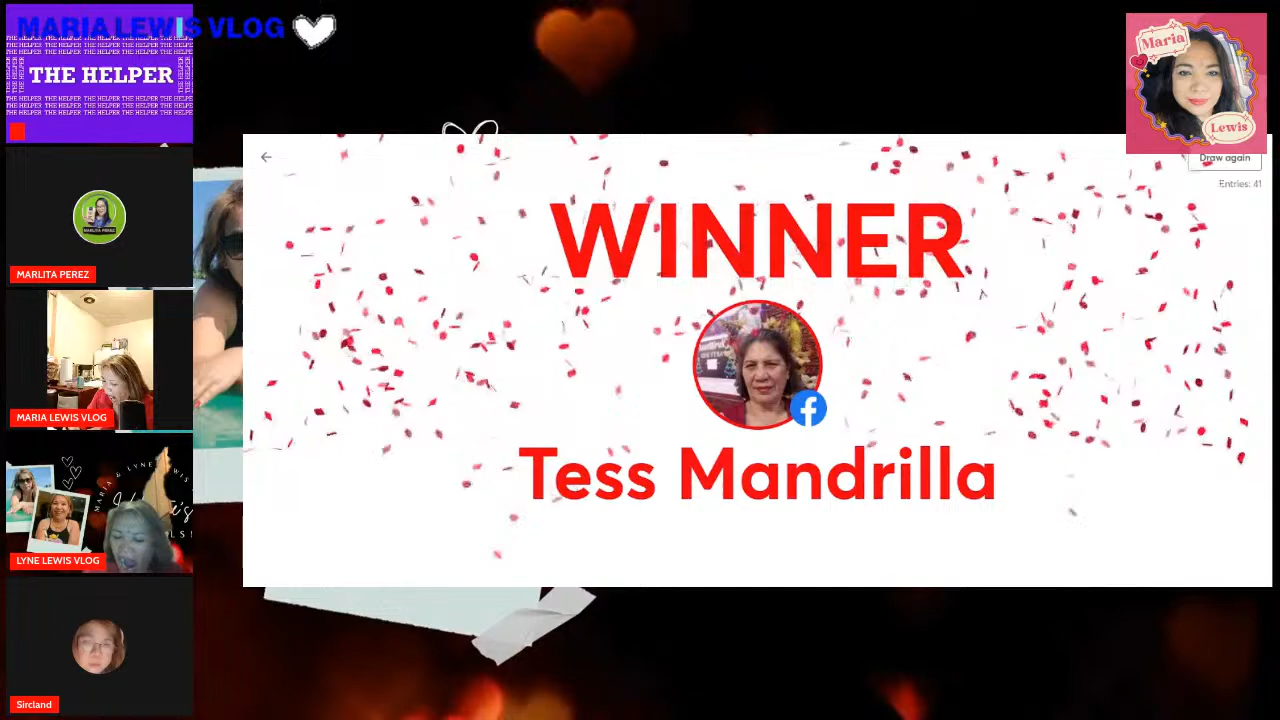 MARIA LEWIS VLOG
THE HELPER
MARLITA PEREZ
MARIA LEWIS VLOG
LYNE LEWIS VLOG
Sircland
Maria
Lewis
Draw again
Entries: 41
WINNER
Tess Mandrilla